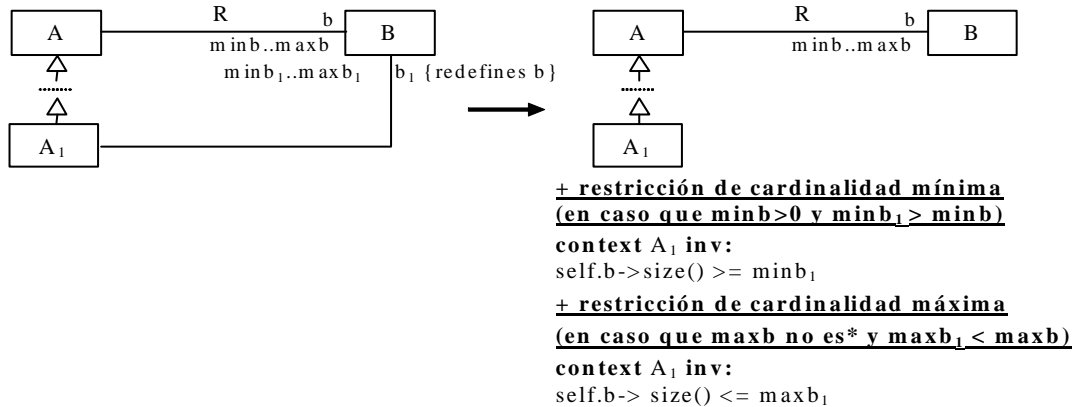 R
b
A
B
minb..maxb
minb₁..maxb₁
b₁ {redefines b}
A₁
R
b
A
B
minb..maxb
A₁
+ restricción de cardinalidad mínima
(en caso que minb>0 y minb₁ > minb)
context A₁ inv:
self.b->size() >= minb₁
+ restricción de cardinalidad máxima
(en caso que maxb no es* y maxb₁ < maxb)
context A₁ inv:
self.b-> size() <= maxb₁